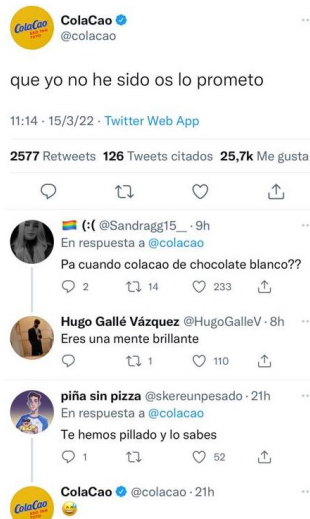 ColaCao
@colacao
que yo no he sido os lo prometo
11:14 · 15/3/22 · Twitter Web App
2577 Retweets 126 Tweets citados 25,7k Me gusta
🏳️‍🌈 (:( @Sandragg15__ · 9h
En respuesta a @colacao
Pa cuando colacao de chocolate blanco??
2 14 233
Hugo Gallé Vázquez @HugoGalleV · 8h
Eres una mente brillante
1 110
piña sin pizza @skereunpesado · 21h
En respuesta a @colacao
Te hemos pillado y lo sabes
1 52
ColaCao @colacao · 21h
😅